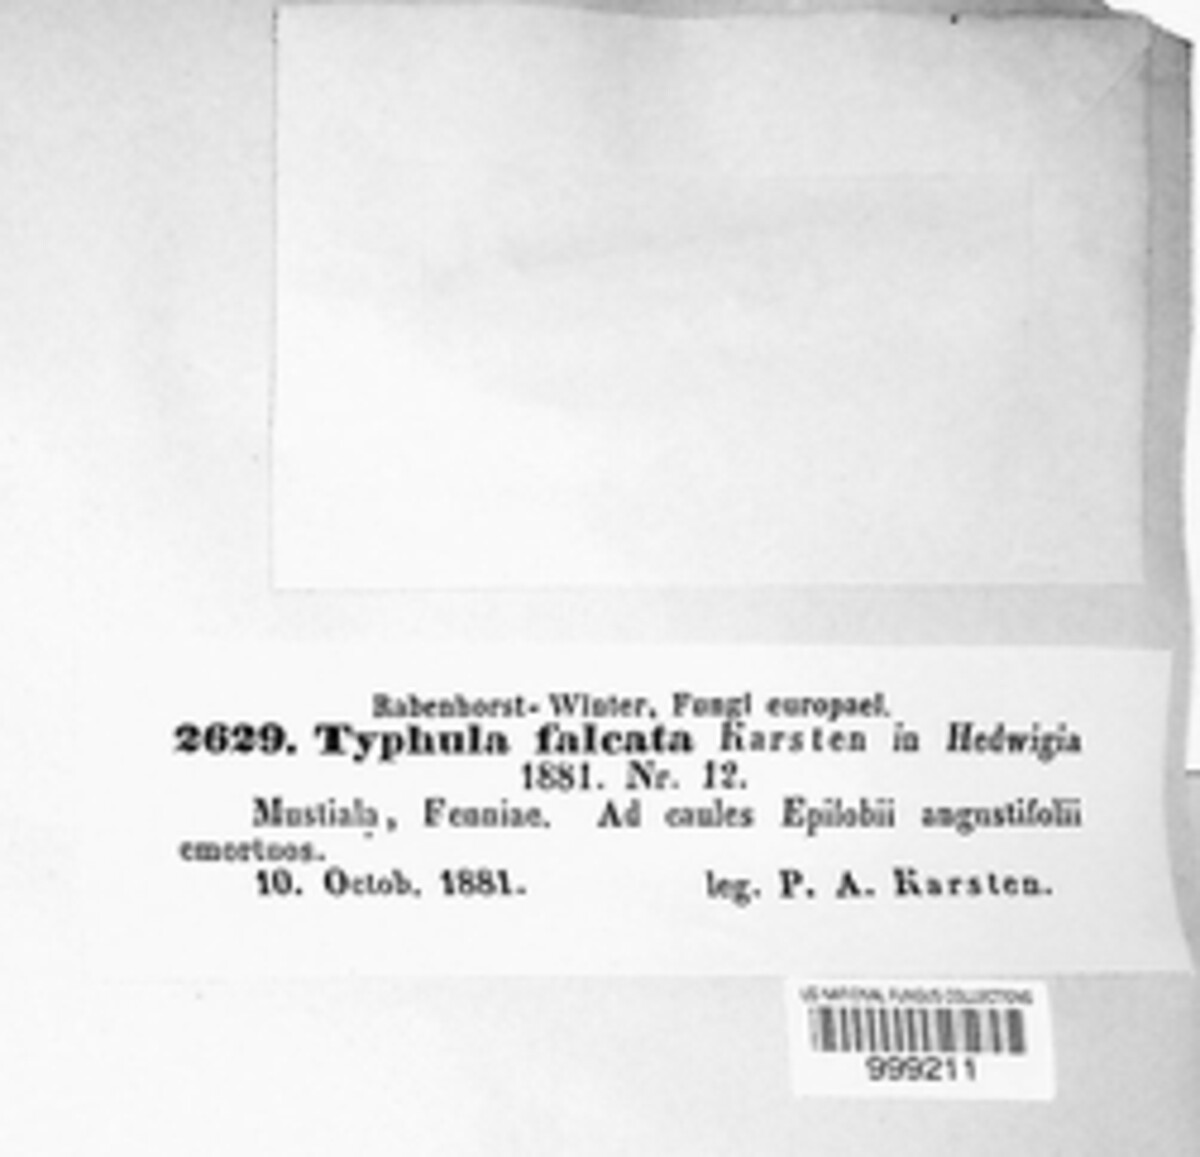 Rabenhorst-Winter, Fungi europaei.
2629. Typhula falcata Karsten in Hedwigia
1881. Nr. 12.
Mustiala, Fenniae. Ad caules Epilobii angustifolii
emortuos.
10. Octob. 1881. leg. P. A. Karsten.
US NATIONAL FUNGUS COLLECTIONS
999211